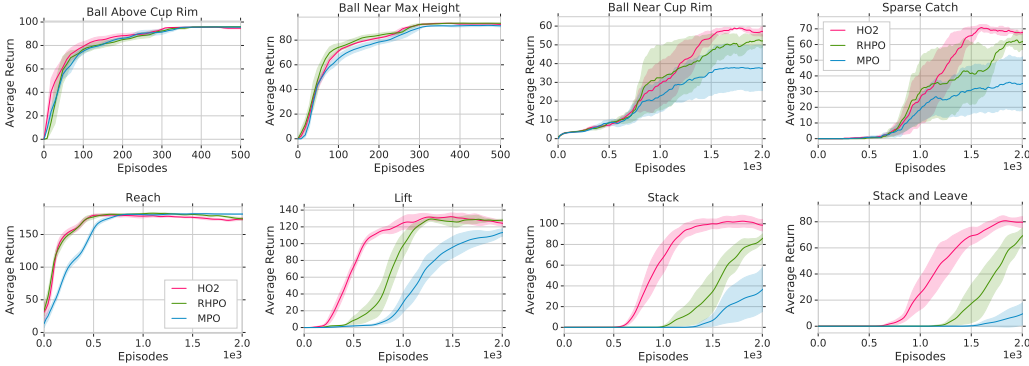 Ball Above Cup Rim
Average Return
100
80
60
40
20
0
0 100 200 300 400 500
Episodes
Ball Near Max Height
Average Return
80
60
40
20
0
0 100 200 300 400 500
Episodes
Ball Near Cup Rim
Average Return
60
50
40
30
20
10
0
0.0 0.5 1.0 1.5 2.0
Episodes 1e3
Sparse Catch
Average Return
70
60
50
40
30
20
10
0
HO2
RHPO
MPO
0.0 0.5 1.0 1.5 2.0
Episodes 1e3
Reach
Average Return
150
100
50
0
HO2
RHPO
MPO
0.0 0.5 1.0 1.5 2.0
Episodes 1e3
Lift
Average Return
140
120
100
80
60
40
20
0
0.0 0.5 1.0 1.5 2.0
Episodes 1e3
Stack
Average Return
100
80
60
40
20
0
0.0 0.5 1.0 1.5 2.0
Episodes 1e3
Stack and Leave
Average Return
80
60
40
20
0
0.0 0.5 1.0 1.5 2.0
Episodes 1e3